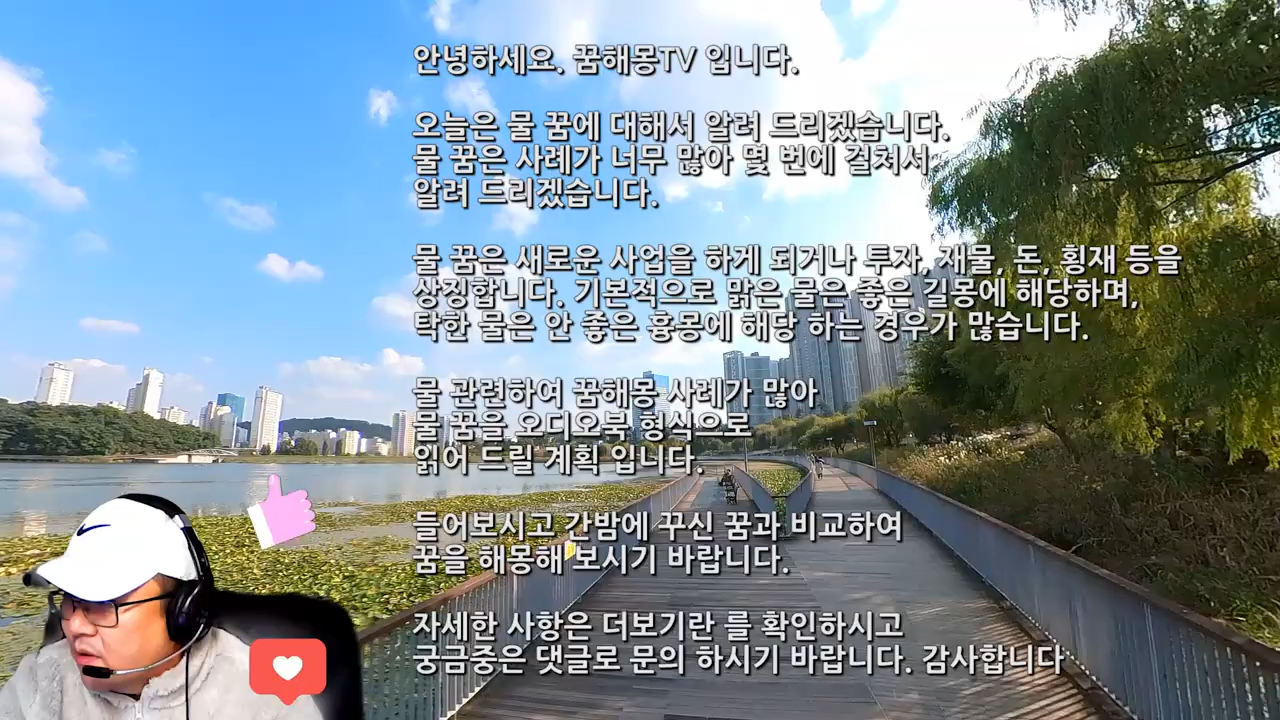 안녕하세요. 꿈해몽TV 입니다.
오늘은 물 꿈에 대해서 알려 드리겠습니다.
물 꿈은 사례가 너무 많아 몇 번에 걸쳐서
알려 드리겠습니다.
물 꿈은 새로운 사업을 하게 되거나 투자, 재물, 돈, 횡재 등을
상징합니다. 기본적으로 맑은 물은 좋은 길몽에 해당하며,
탁한 물은 안 좋은 흉몽에 해당 하는 경우가 많습니다.
물 관련하여 꿈해몽 사례가 많아
물 꿈을 오디오북 형식으로
읽어 드릴 계획 입니다.
들어보시고 간밤에 꾸신 꿈과 비교하여
꿈을 해몽해 보시기 바랍니다.
자세한 사항은 더보기란 를 확인하시고
궁금중은 댓글로 문의 하시기 바랍니다. 감사합니다